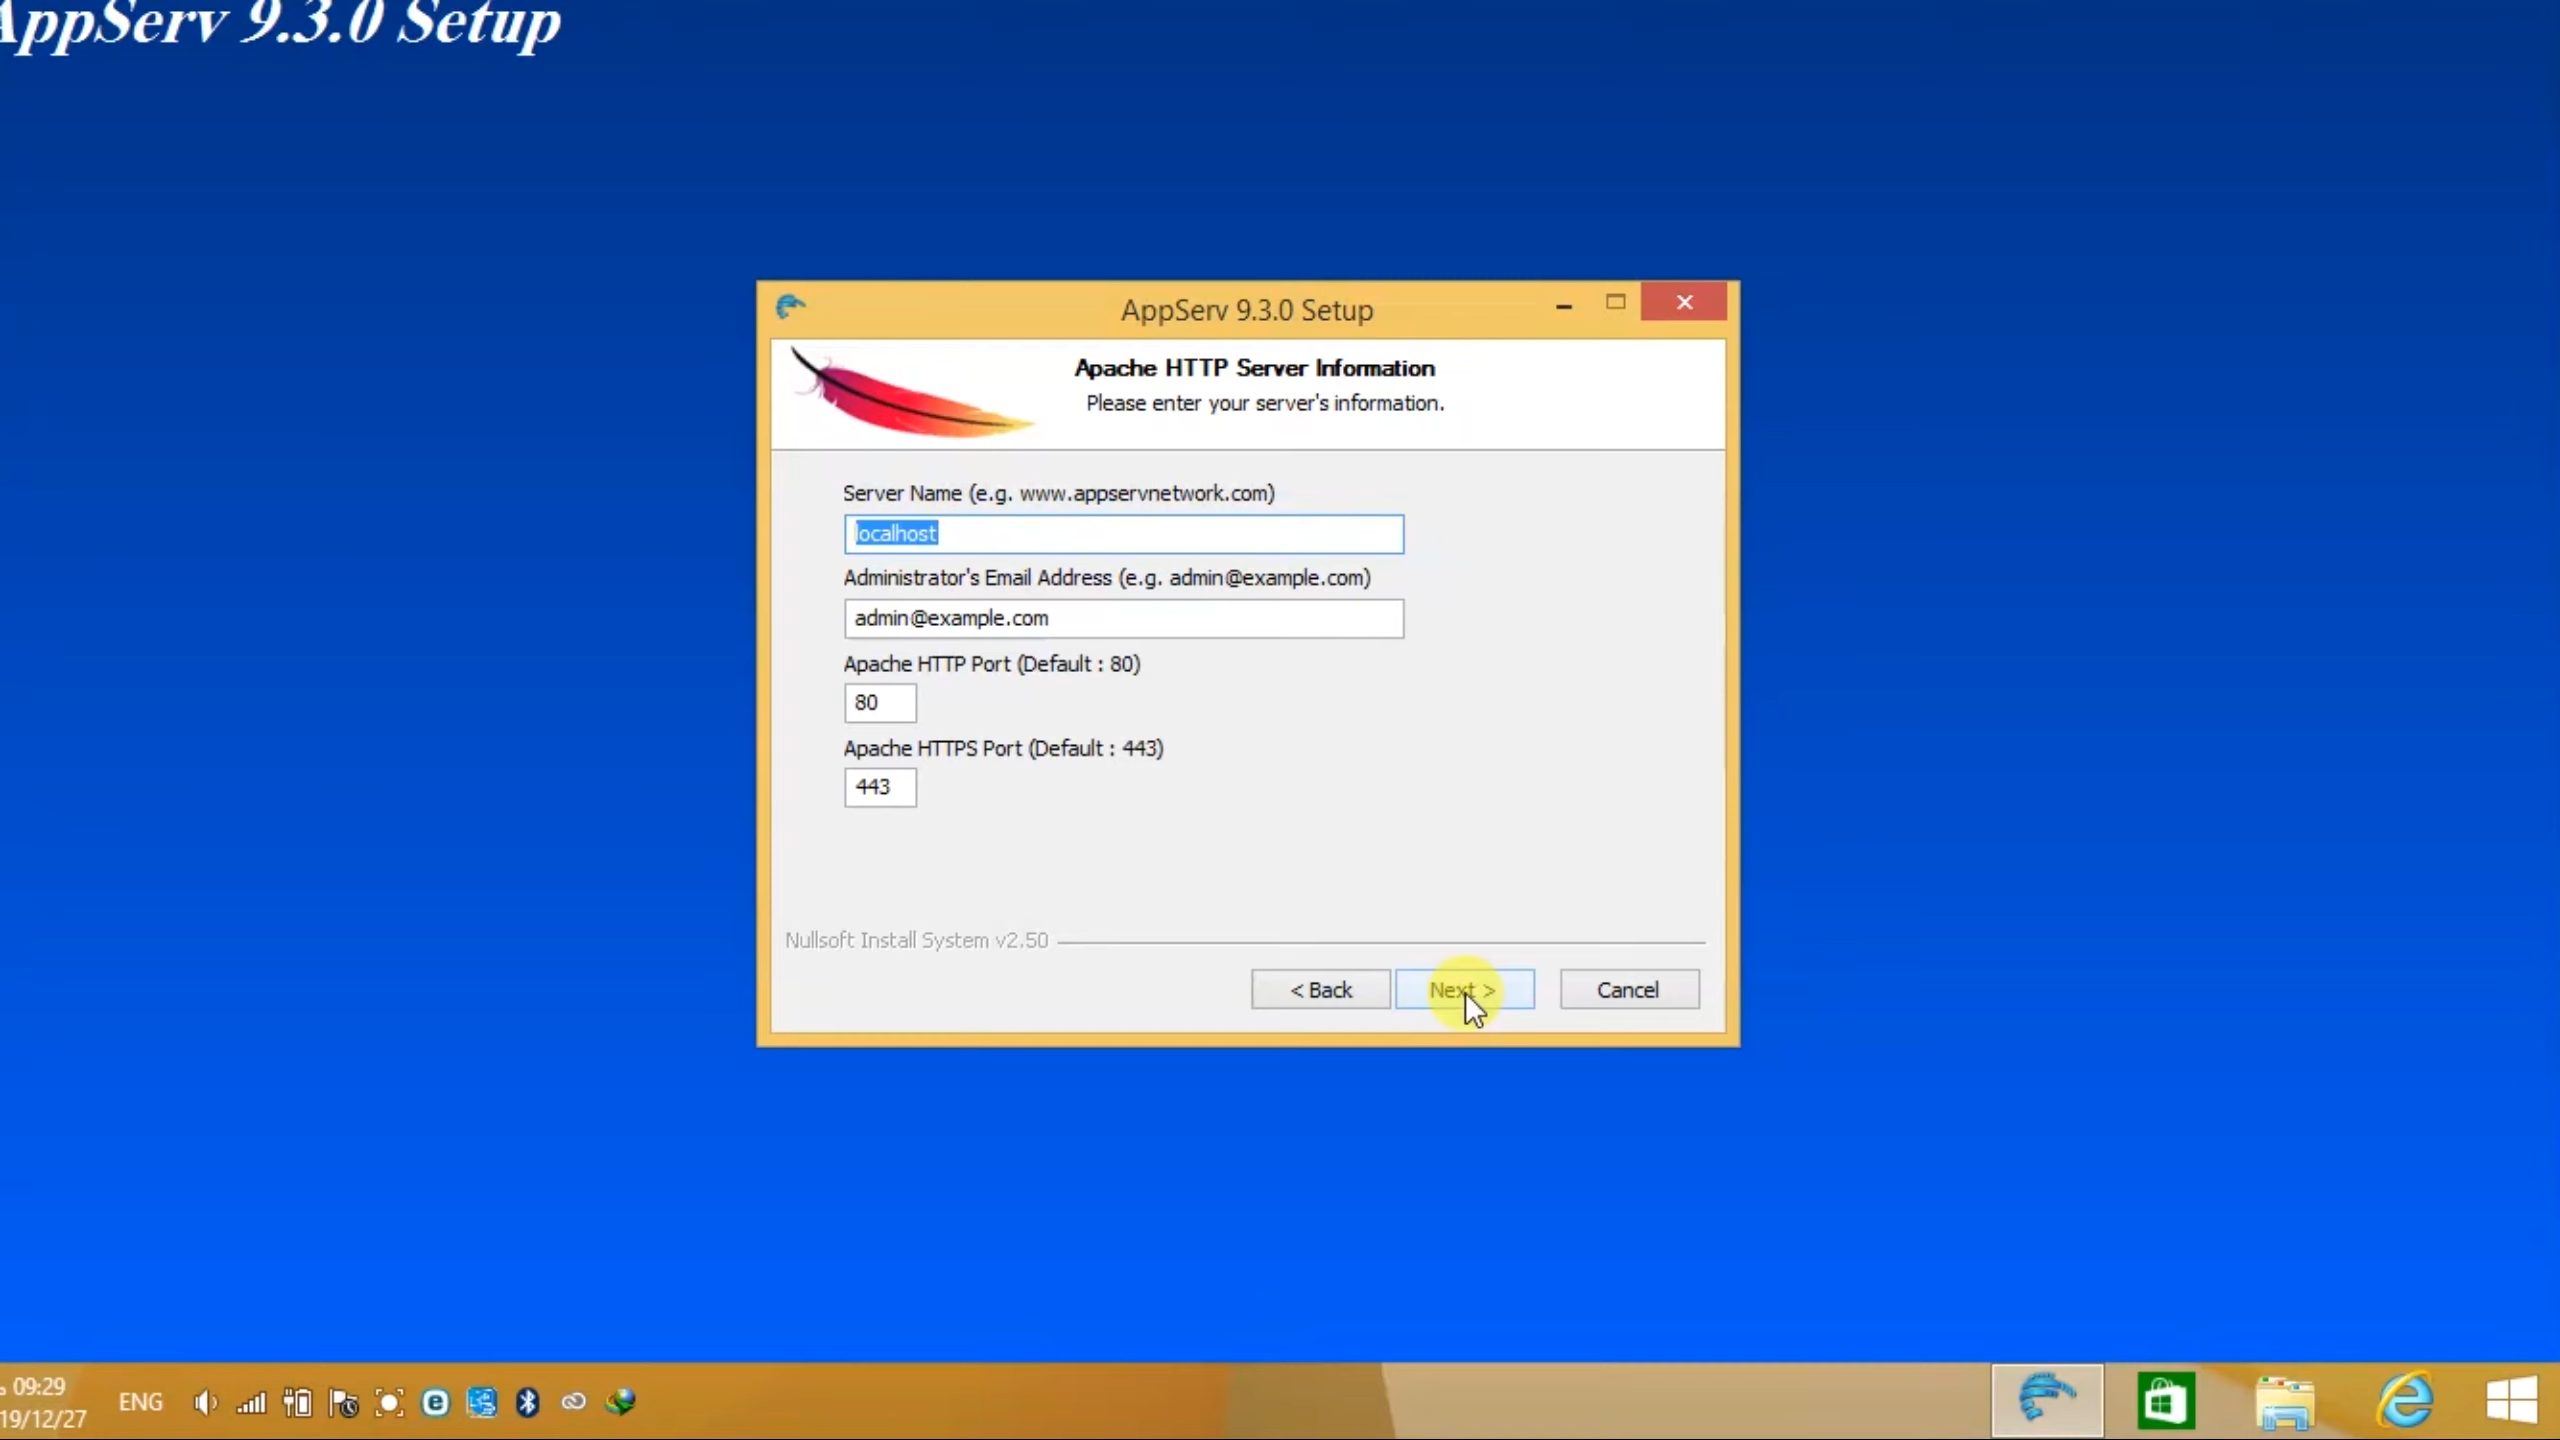 AppServ 9.3.0 Setup
AppServ 9.3.0 Setup
Apache HTTP Server Information
Please enter your server's information.
Server Name (e.g. www.appservnetwork.com)
localhost
Administrator's Email Address (e.g. admin@example.com)
admin@example.com
Apache HTTP Port (Default : 80)
80
Apache HTTPS Port (Default : 443)
443
Nullsoft Install System v2.50
< Back
Next >
Cancel
09:29
ENG
19/12/27